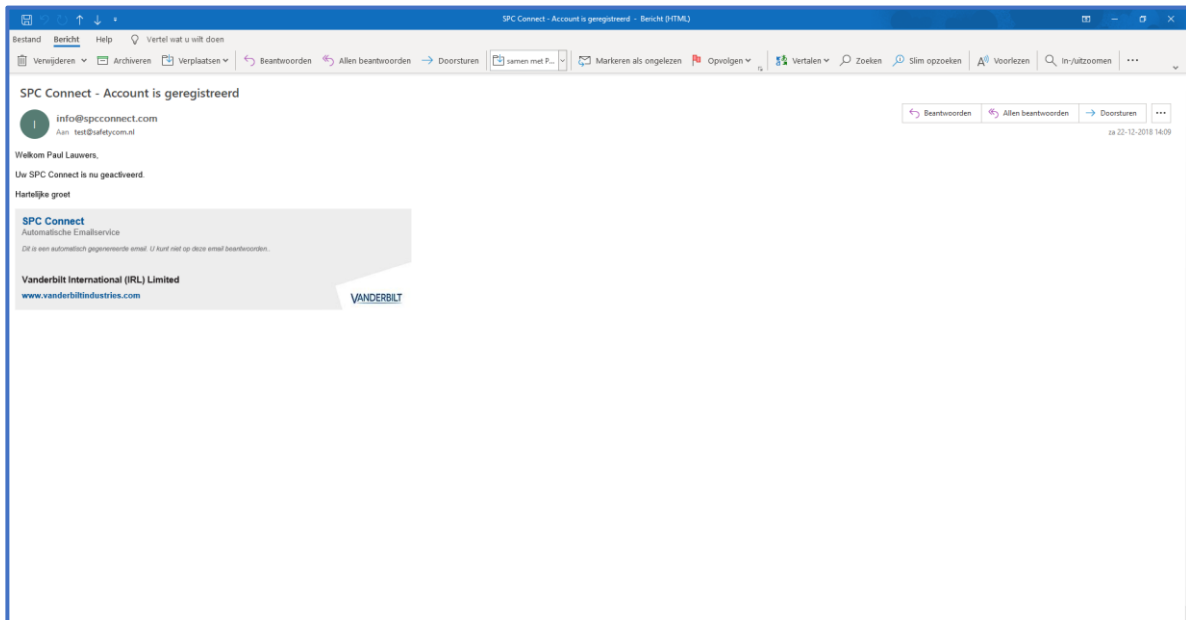 SPC Connect - Account is geregistreerd - Bericht (HTML)
Bestand Bericht Help Vertel wat u wilt doen
Verwijderen Archiveren Verplaatsen Beantwoorden Allen beantwoorden Doorsturen samen met P... Markeren als ongelezen Opvolgen Vertalen Zoeken Slim opzoeken Voorlezen In-/uitzoomen ...
SPC Connect - Account is geregistreerd
I
info@spcconnect.com
Aan test@safetycom.nl
Beantwoorden Allen beantwoorden Doorsturen ...
za 22-12-2018 14:09
Welkom Paul Lauwers,
Uw SPC Connect is nu geactiveerd.
Hartelijke groet
SPC Connect
Automatische Emailservice
Dit is een automatisch gegenereerde email. U kunt niet op deze email beantwoorden.
Vanderbilt International (IRL) Limited
www.vanderbiltindustries.com
VANDERBILT